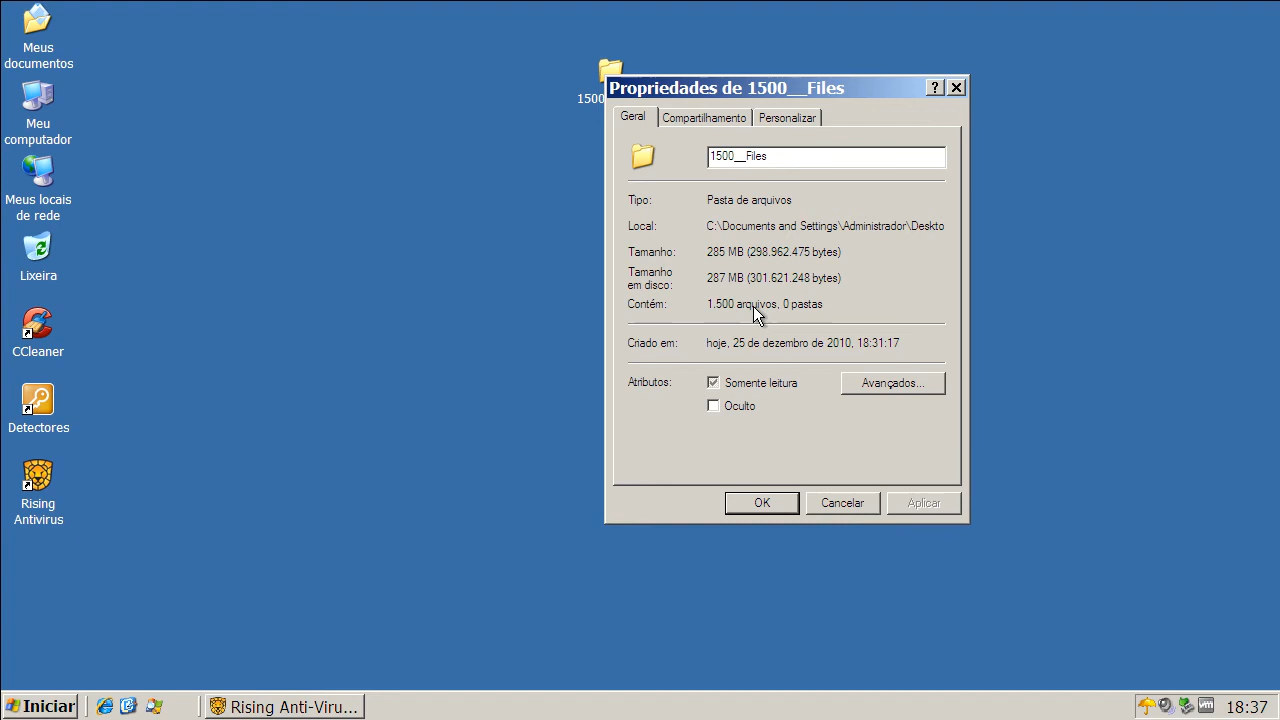 Meus
documentos
Meu
computador
Meus locais
de rede
Lixeira
CCleaner
Detectores
Rising
Antivirus
1500
Propriedades de 1500__Files
Geral
Compartilhamento
Personalizar
1500__Files
Tipo: Pasta de arquivos
Local: C:\Documents and Settings\Administrador\Deskto
Tamanho: 285 MB (298.962.475 bytes)
Tamanho
em disco: 287 MB (301.621.248 bytes)
Contém: 1.500 arquivos, 0 pastas
Criado em: hoje, 25 de dezembro de 2010, 18:31:17
Atributos: Somente leitura
Avançados...
Oculto
OK
Cancelar
Aplicar
Iniciar
Rising Anti-Viru...
18:37